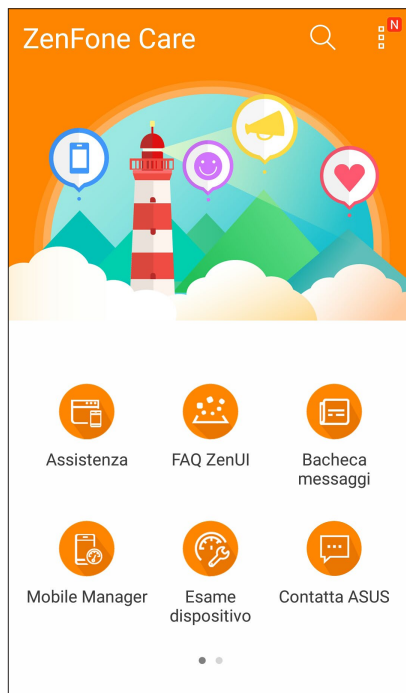 ZenFone Care
N
Assistenza
FAQ ZenUI
Bacheca
messaggi
Mobile Manager
Esame
dispositivo
Contatta ASUS